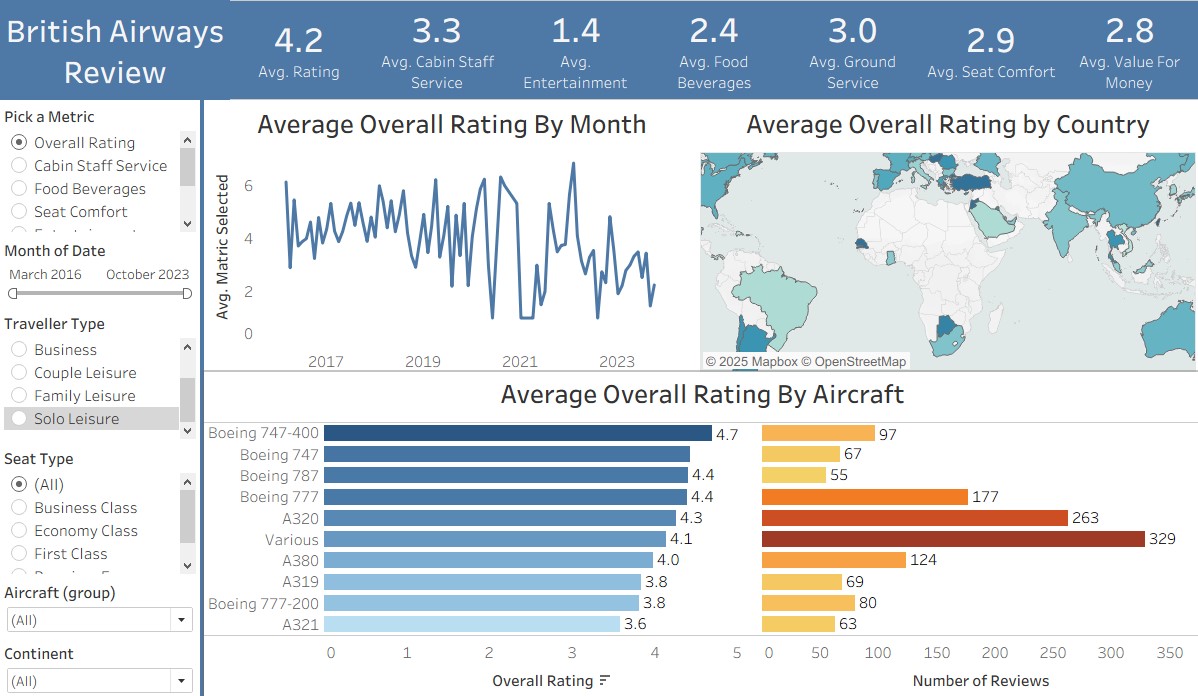 British Airways
Review
4.2
Avg. Rating
3.3
Avg. Cabin Staff
Service
1.4
Avg.
Entertainment
2.4
Avg. Food
Beverages
3.0
Avg. Ground
Service
2.9
Avg. Seat Comfort
2.8
Avg. Value For
Money
Pick a Metric
Overall Rating
Cabin Staff Service
Food Beverages
Seat Comfort
Month of Date
March 2016 October 2023
Traveller Type
Business
Couple Leisure
Family Leisure
Solo Leisure
Seat Type
(All)
Business Class
Economy Class
First Class
Aircraft (group)
(All)
Continent
(All)
Average Overall Rating By Month
Avg. Matric Selected
6
4
2
0
2017 2019 2021 2023
Average Overall Rating by Country
© 2025 Mapbox © OpenStreetMap
Average Overall Rating By Aircraft
Boeing 747-400 4.7 97
Boeing 747 67
Boeing 787 4.4 55
Boeing 777 4.4 177
A320 4.3 263
Various 4.1 329
A380 4.0 124
A319 3.8 69
Boeing 777-200 3.8 80
A321 3.6 63
0 1 2 3 4 5 0 50 100 150 200 250 300 350
Overall Rating Number of Reviews